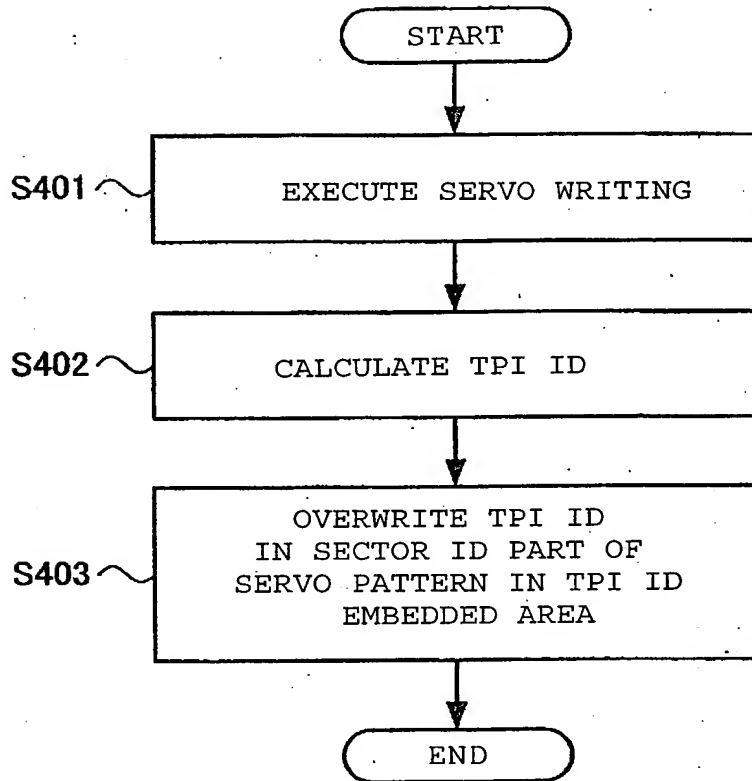 START
S401
EXECUTE SERVO WRITING
S402
CALCULATE TPI ID
S403
OVERWRITE TPI ID
IN SECTOR ID PART OF
SERVO PATTERN IN TPI ID
EMBEDDED AREA
END